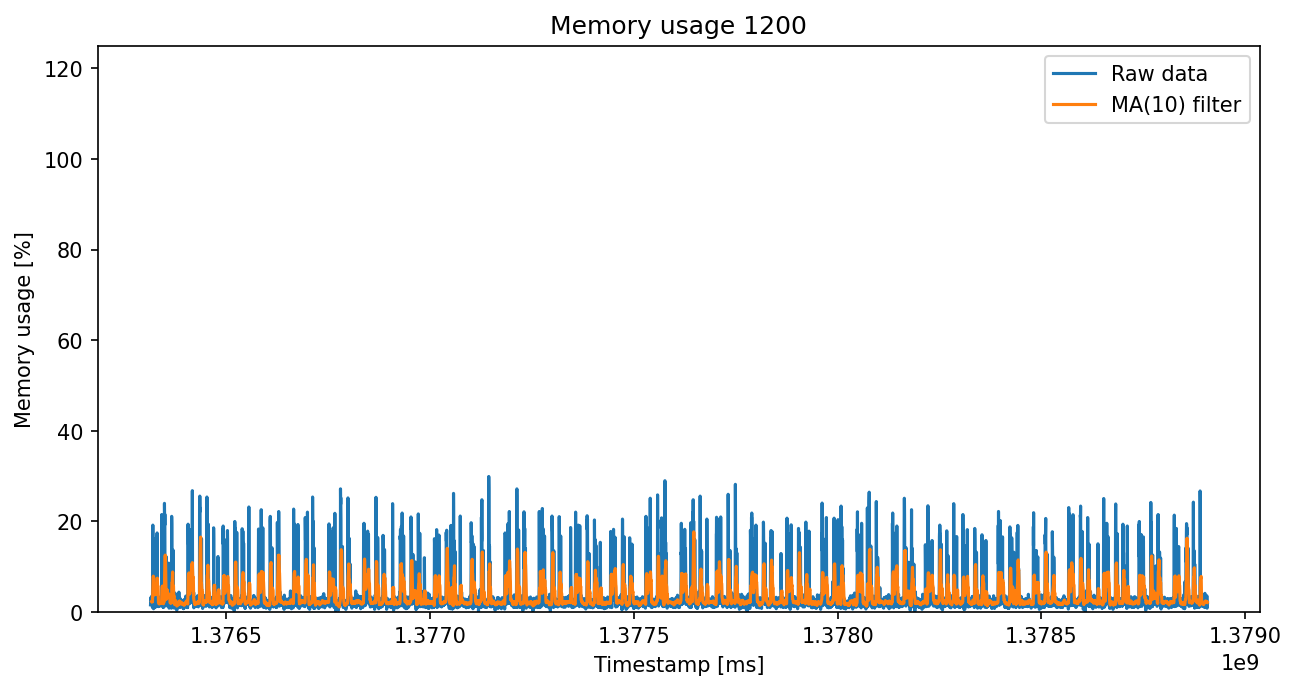 Memory usage 1200
Raw data
MA(10) filter
Memory usage [%]
120
100
80
60
40
20
0
1.3765 1.3770 1.3775 1.3780 1.3785 1.3790
1e9
Timestamp [ms]